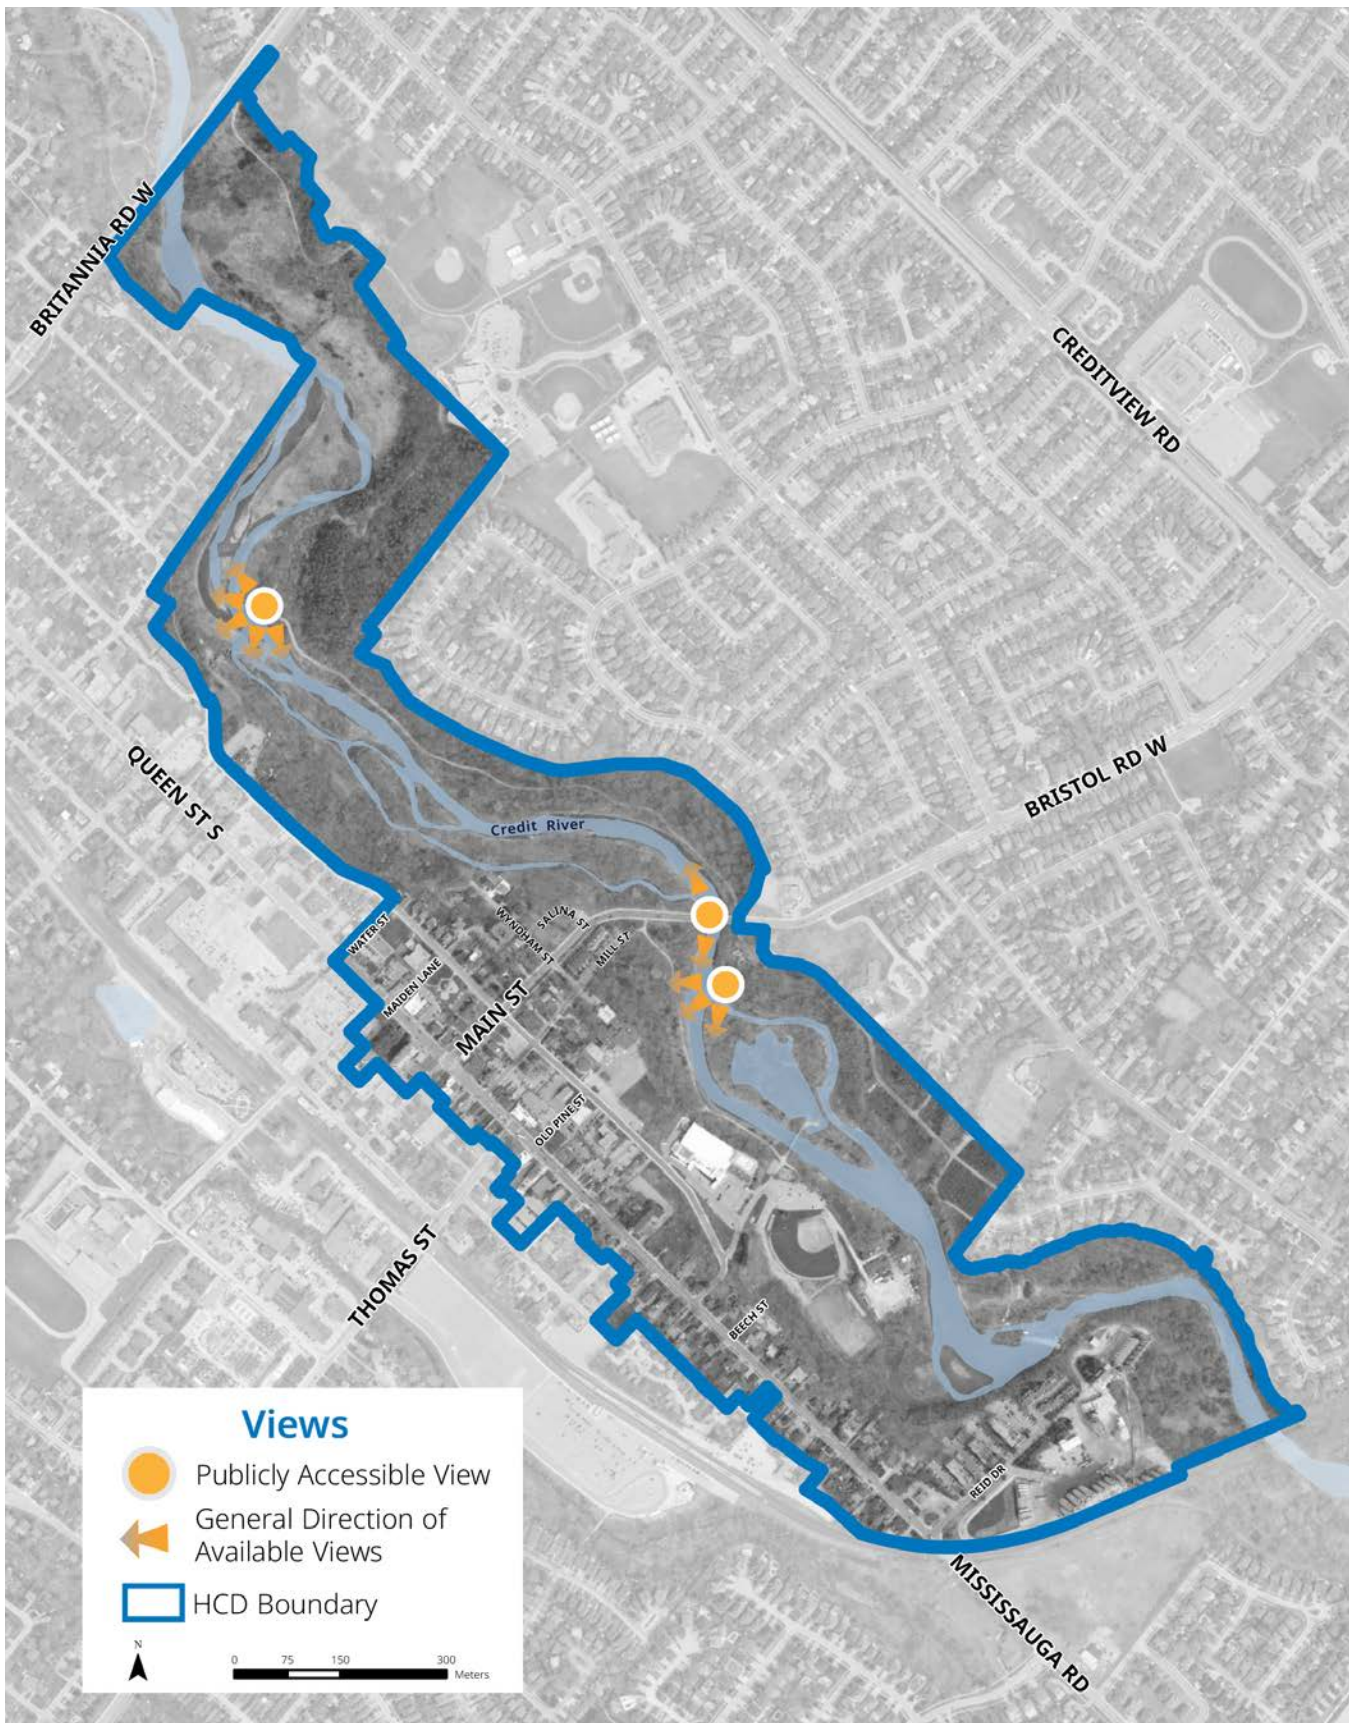 BRITANNIA RD W
CREDITVIEW RD
BRISTOL RD W
QUEEN ST S
Credit River
SALINA ST
WYNDHAM ST
MILL ST
WATER ST
MAIDEN LANE
MAIN ST
OLD PINE ST
THOMAS ST
BEECH ST
REID DR
MISSISSAUGA RD
Views
Publicly Accessible View
General Direction of
Available Views
HCD Boundary
N
0 75 150 300
Meters